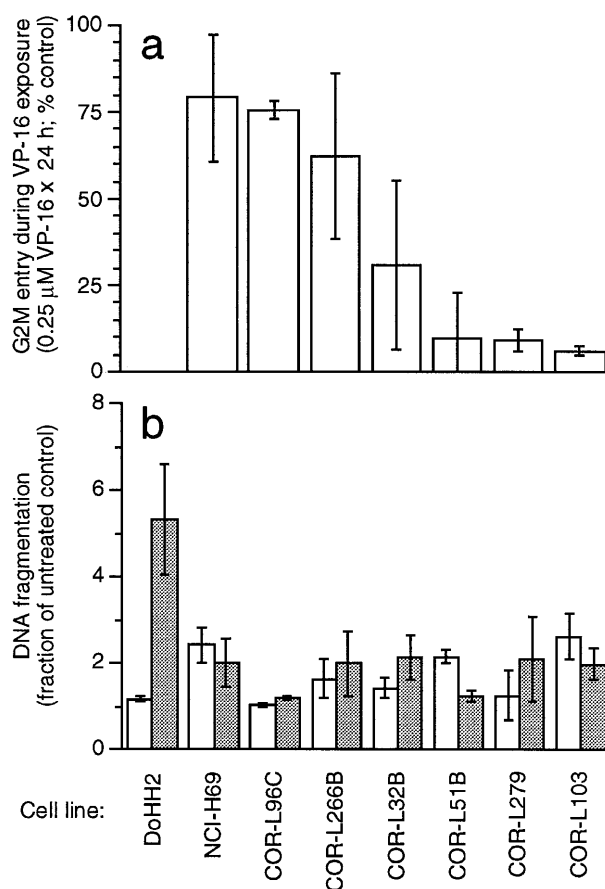 a
G2M entry during VP-16 exposure
(0.25 µM VP-16 x 24 h; % control)
100
75
50
25
0
b
DNA fragmentation
(fraction of untreated control)
8
6
4
2
0
Cell line:
DoHH2
NCI-H69
COR-L96C
COR-L266B
COR-L32B
COR-L51B
COR-L279
COR-L103